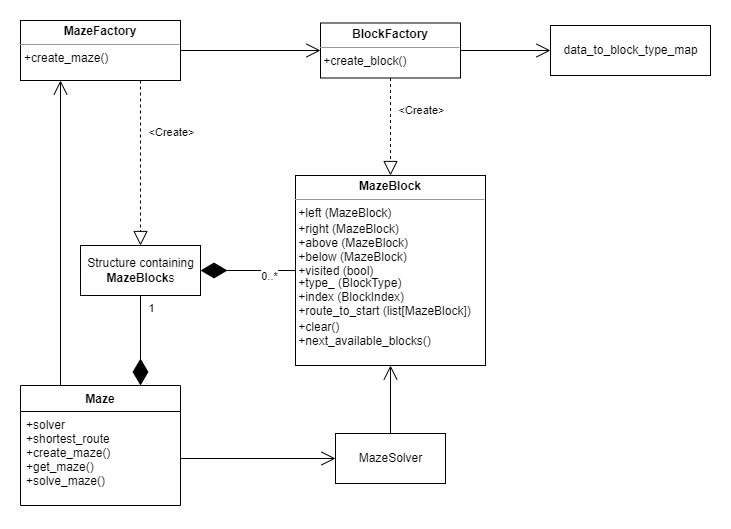 MazeFactory
+create_maze()
BlockFactory
+create_block()
data_to_block_type_map
<Create>
<Create>
MazeBlock
+left (MazeBlock)
+right (MazeBlock)
+above (MazeBlock)
+below (MazeBlock)
+visited (bool)
+type_ (BlockType)
+index (BlockIndex)
+route_to_start (list[MazeBlock])
+clear()
+next_available_blocks()
Structure containing
MazeBlocks
0..*
1
Maze
+solver
+shortest_route
+create_maze()
+get_maze()
+solve_maze()
MazeSolver